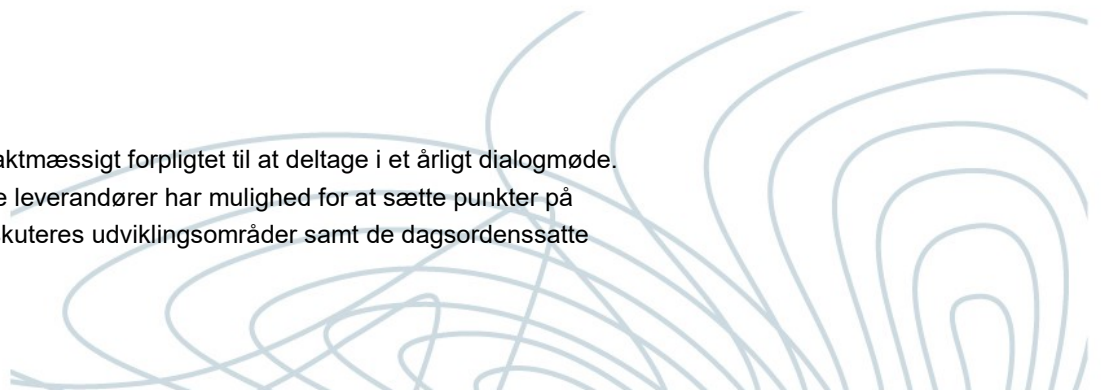 aktmæssigt forpligtet til at deltage i et årligt dialogmøde.
e leverandører har mulighed for at sætte punkter på
kuteres udviklingsområder samt de dagsordenssatte